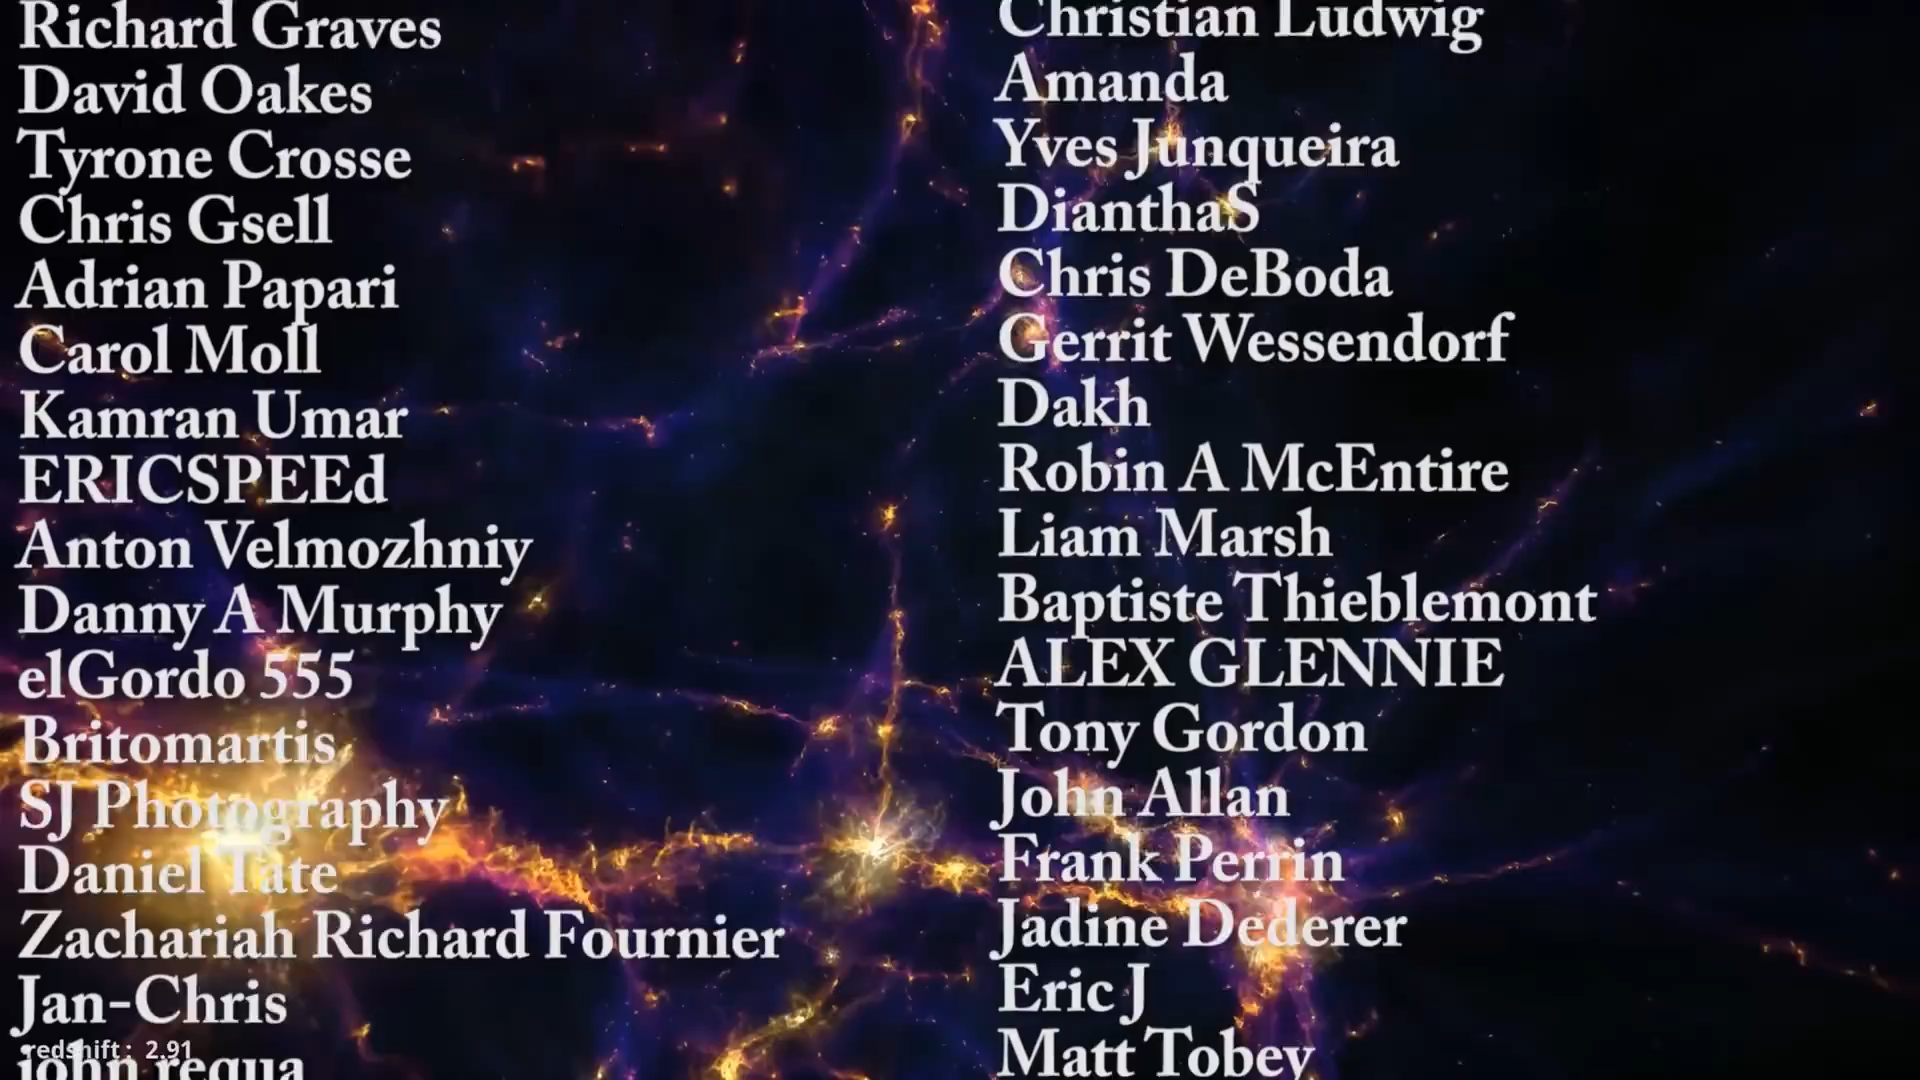 Richard Graves
David Oakes
Tyrone Crosse
Chris Gsell
Adrian Papari
Carol Moll
Kamran Umar
ERICSPEEd
Anton Velmozhniy
Danny A Murphy
elGordo 555
Britomartis
SJ Photography
Daniel Tate
Zachariah Richard Fournier
Jan-Chris
john requa
redshift: 2.91
Christian Ludwig
Amanda
Yves Junqueira
DianthaS
Chris DeBoda
Gerrit Wessendorf
Dakh
Robin A McEntire
Liam Marsh
Baptiste Thieblemont
ALEX GLENNIE
Tony Gordon
John Allan
Frank Perrin
Jadine Dederer
Eric J
Matt Tobey